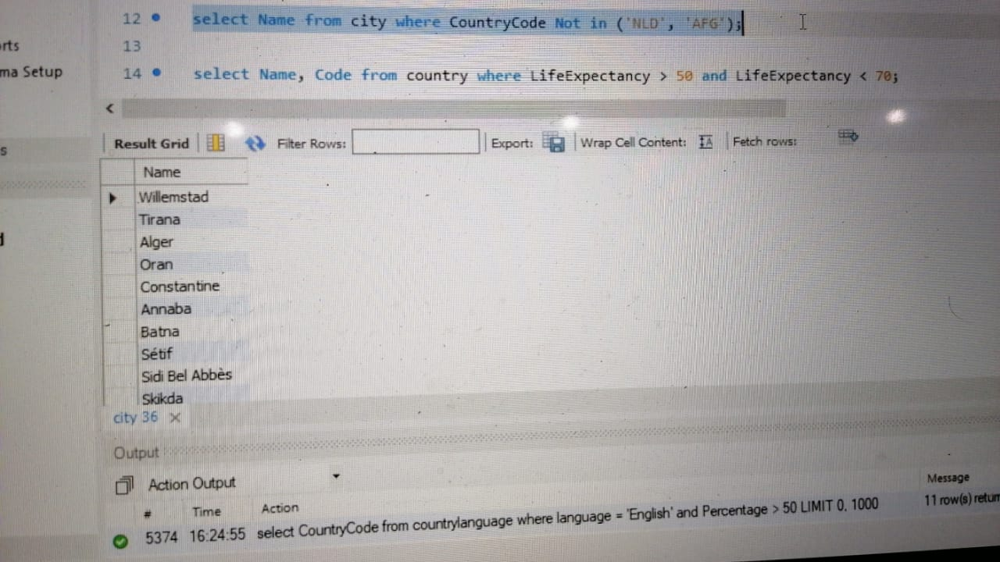 12 select Name from city where CountryCode Not in ('NLD', 'AFG');
13
14 select Name, Code from country where LifeExpectancy > 50 and LifeExpectancy < 70;
rts
ma Setup
s
Result Grid Filter Rows: Export: Wrap Cell Content: Fetch rows:
Name
Willemstad
Tirana
Alger
Oran
Constantine
Annaba
Batna
Sétif
Sidi Bel Abbès
Skikda
city 36
Output
Action Output
# Time Action Message
5374 16:24:55 select CountryCode from countrylanguage where language = 'English' and Percentage > 50 LIMIT 0, 1000 11 row(s) return